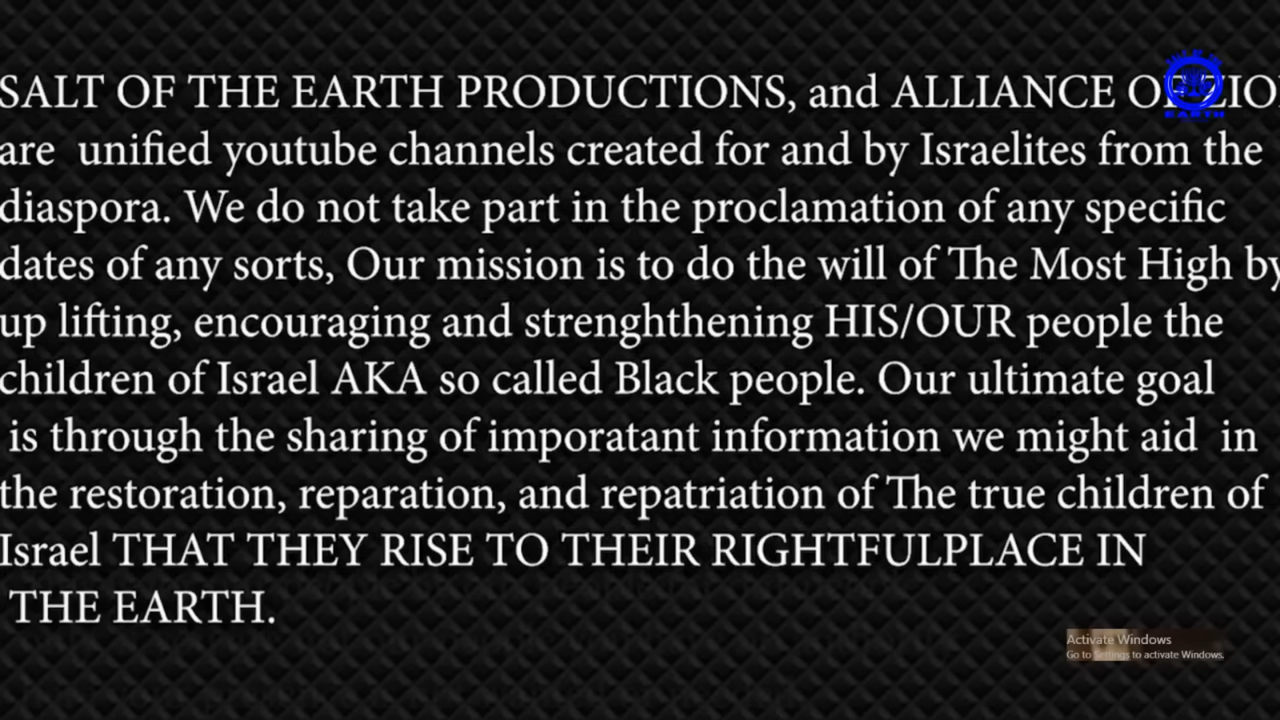 SALT OF THE EARTH PRODUCTIONS, and ALLIANCE OF ZIO
are unified youtube channels created for and by Israelites from the
diaspora. We do not take part in the proclamation of any specific
dates of any sorts, Our mission is to do the will of The Most High by
up lifting, encouraging and strenghthening HIS/OUR people the
children of Israel AKA so called Black people. Our ultimate goal
is through the sharing of imporatant information we might aid in
the restoration, reparation, and repatriation of The true children of
Israel THAT THEY RISE TO THEIR RIGHTFULPLACE IN
THE EARTH.
EARTH
Activate Windows
Go to Settings to activate Windows.